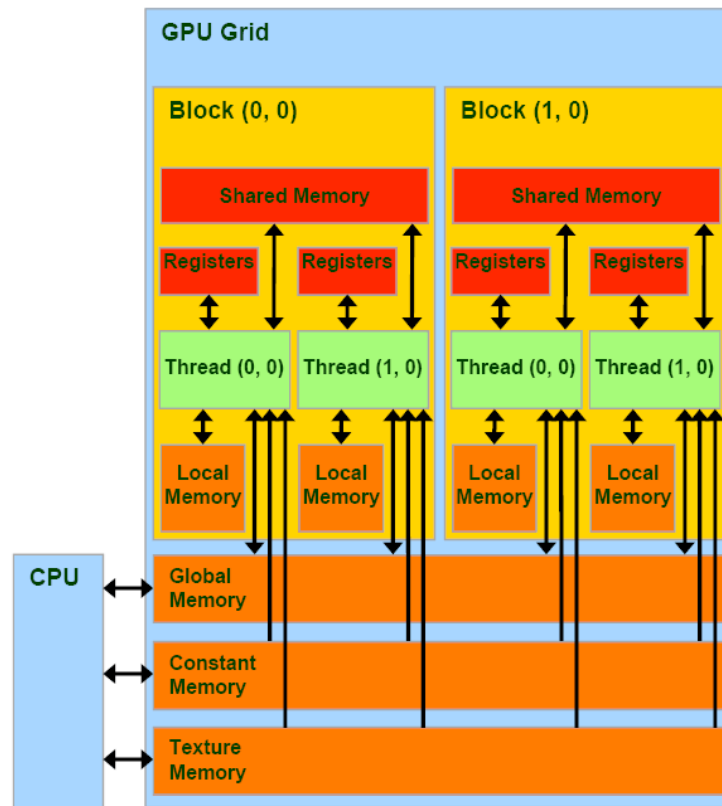 GPU Grid
Block (0, 0)
Block (1, 0)
Shared Memory
Shared Memory
Registers
Registers
Registers
Registers
Thread (0, 0)
Thread (1, 0)
Thread (0, 0)
Thread (1, 0)
Local
Memory
Local
Memory
Local
Memory
Local
Memory
CPU
Global
Memory
Constant
Memory
Texture
Memory